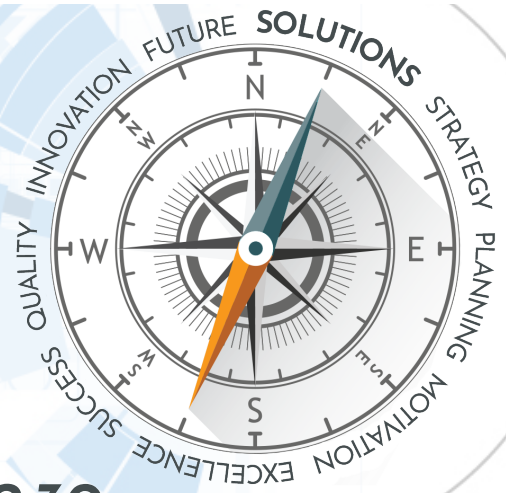 FUTURE SOLUTIONS STRATEGY PLANNING MOTIVATION EXCELLENCE SUCCESS QUALITY INNOVATION
N
NW
NE
W
E
SW
SE
S